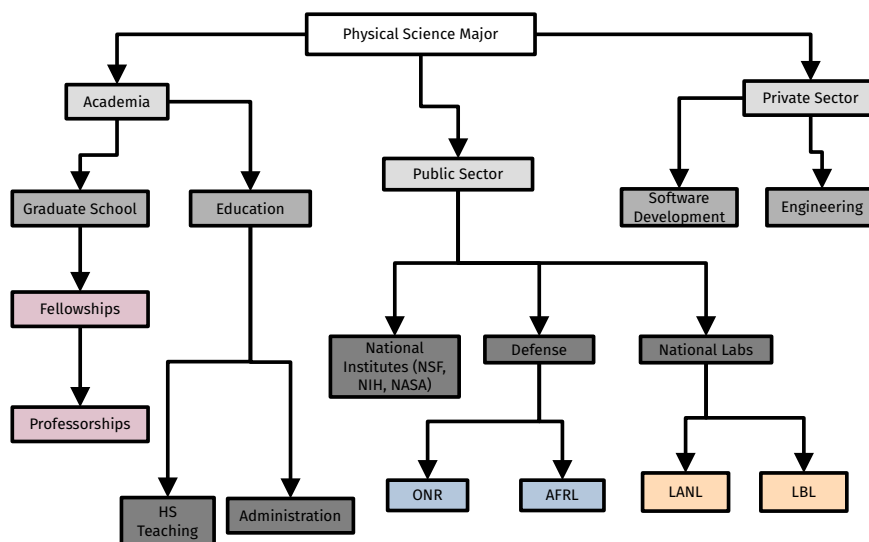 Physical Science Major
Academia
Private Sector
Public Sector
Graduate School
Education
Software
Development
Engineering
Fellowships
National
Institutes (NSF,
NIH, NASA)
Defense
National Labs
Professorships
ONR
AFRL
LANL
LBL
HS
Teaching
Administration